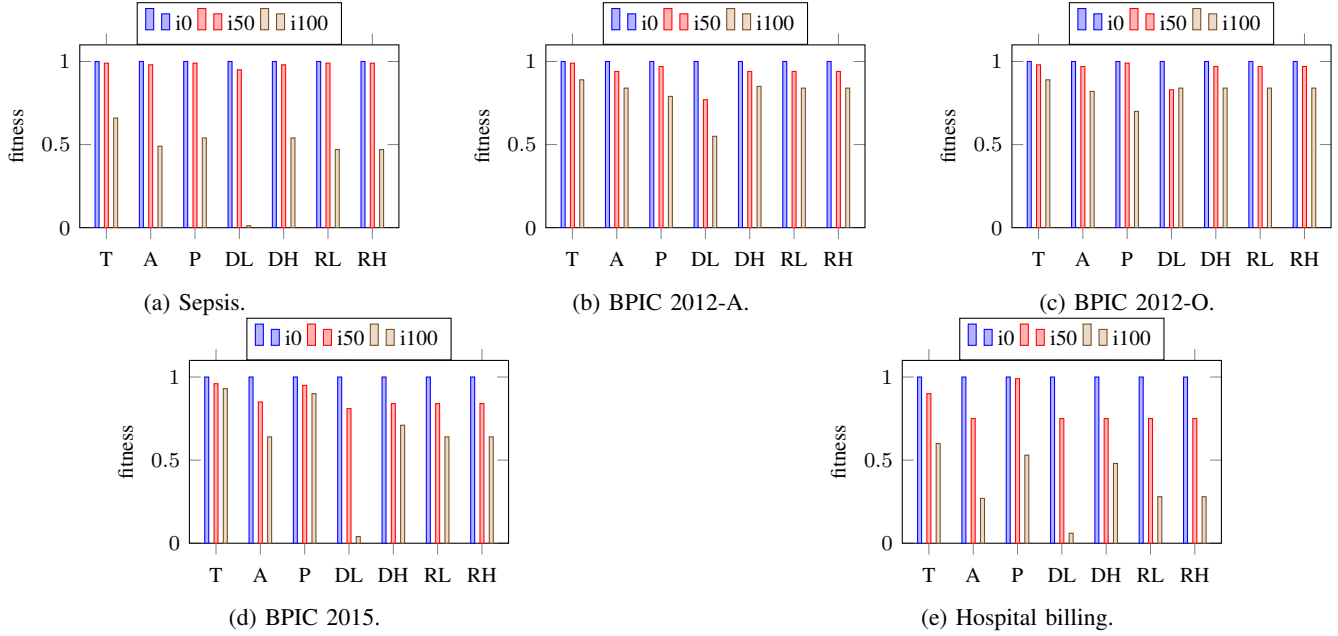 i0 i50 i100
1
0.5
0
fitness
T A P DL DH RL RH
(a) Sepsis.
i0 i50 i100
1
0.5
0
fitness
T A P DL DH RL RH
(b) BPIC 2012-A.
i0 i50 i100
1
0.5
0
fitness
T A P DL DH RL RH
(c) BPIC 2012-O.
i0 i50 i100
1
0.5
0
fitness
T A P DL DH RL RH
(d) BPIC 2015.
i0 i50 i100
1
0.5
0
fitness
T A P DL DH RL RH
(e) Hospital billing.